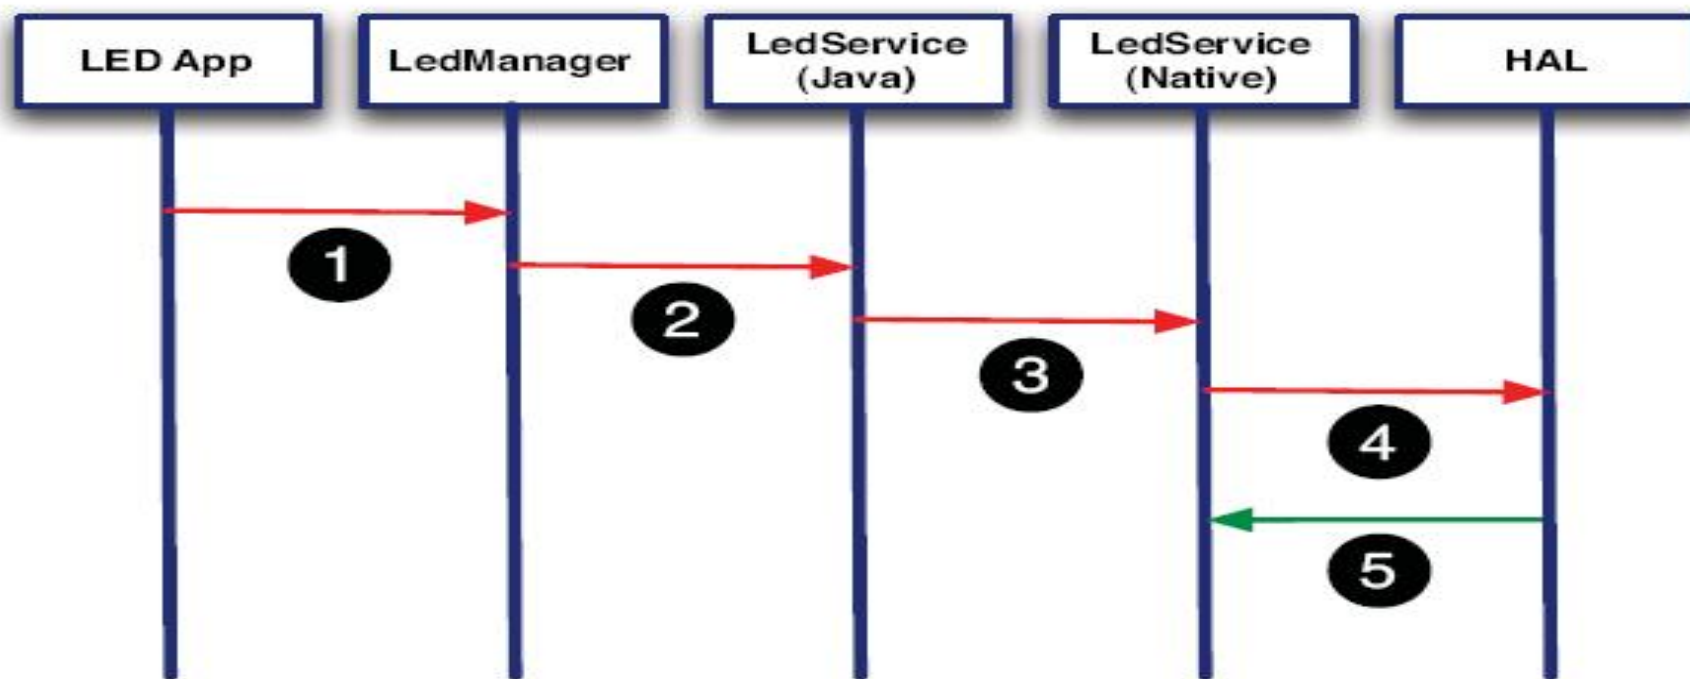 LED App
LedManager
LedService
(Java)
LedService
(Native)
HAL
1
2
3
4
5